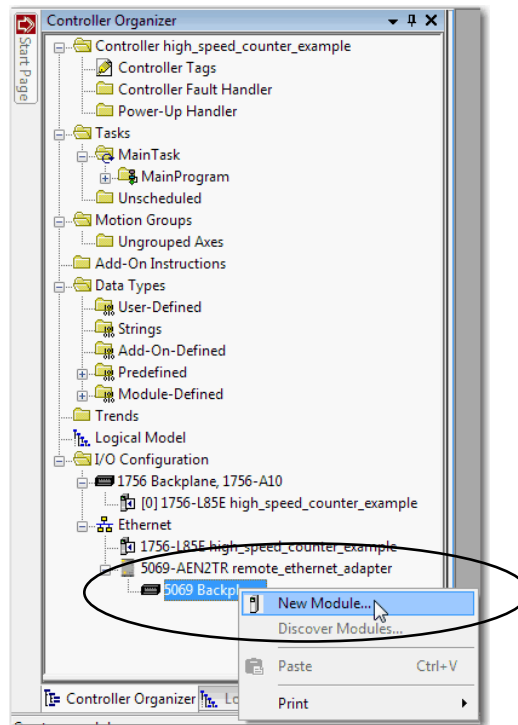 Controller Organizer
Start Page
Controller high_speed_counter_example
Controller Tags
Controller Fault Handler
Power-Up Handler
Tasks
MainTask
MainProgram
Unscheduled
Motion Groups
Ungrouped Axes
Add-On Instructions
Data Types
User-Defined
Strings
Add-On-Defined
Predefined
Module-Defined
Trends
Logical Model
I/O Configuration
1756 Backplane, 1756-A10
[0] 1756-L85E high_speed_counter_example
Ethernet
1756-L85E high_speed_counter_example
5069-AEN2TR remote_ethernet_adapter
5069 Backpl
New Module...
Discover Modules...
Paste Ctrl+V
Print
Controller Organizer